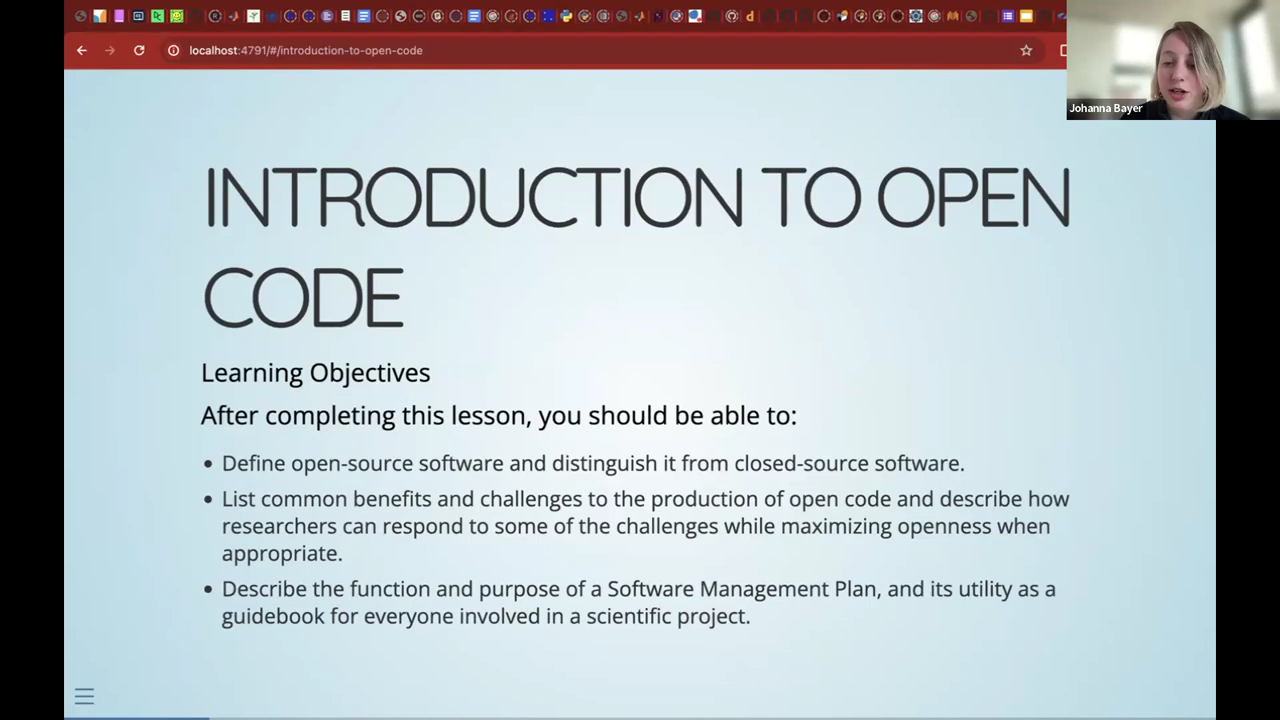 localhost:4791/#/introduction-to-open-code
Johanna Bayer
INTRODUCTION TO OPEN
CODE
Learning Objectives
After completing this lesson, you should be able to:
• Define open-source software and distinguish it from closed-source software.
• List common benefits and challenges to the production of open code and describe how
researchers can respond to some of the challenges while maximizing openness when
appropriate.
• Describe the function and purpose of a Software Management Plan, and its utility as a
guidebook for everyone involved in a scientific project.